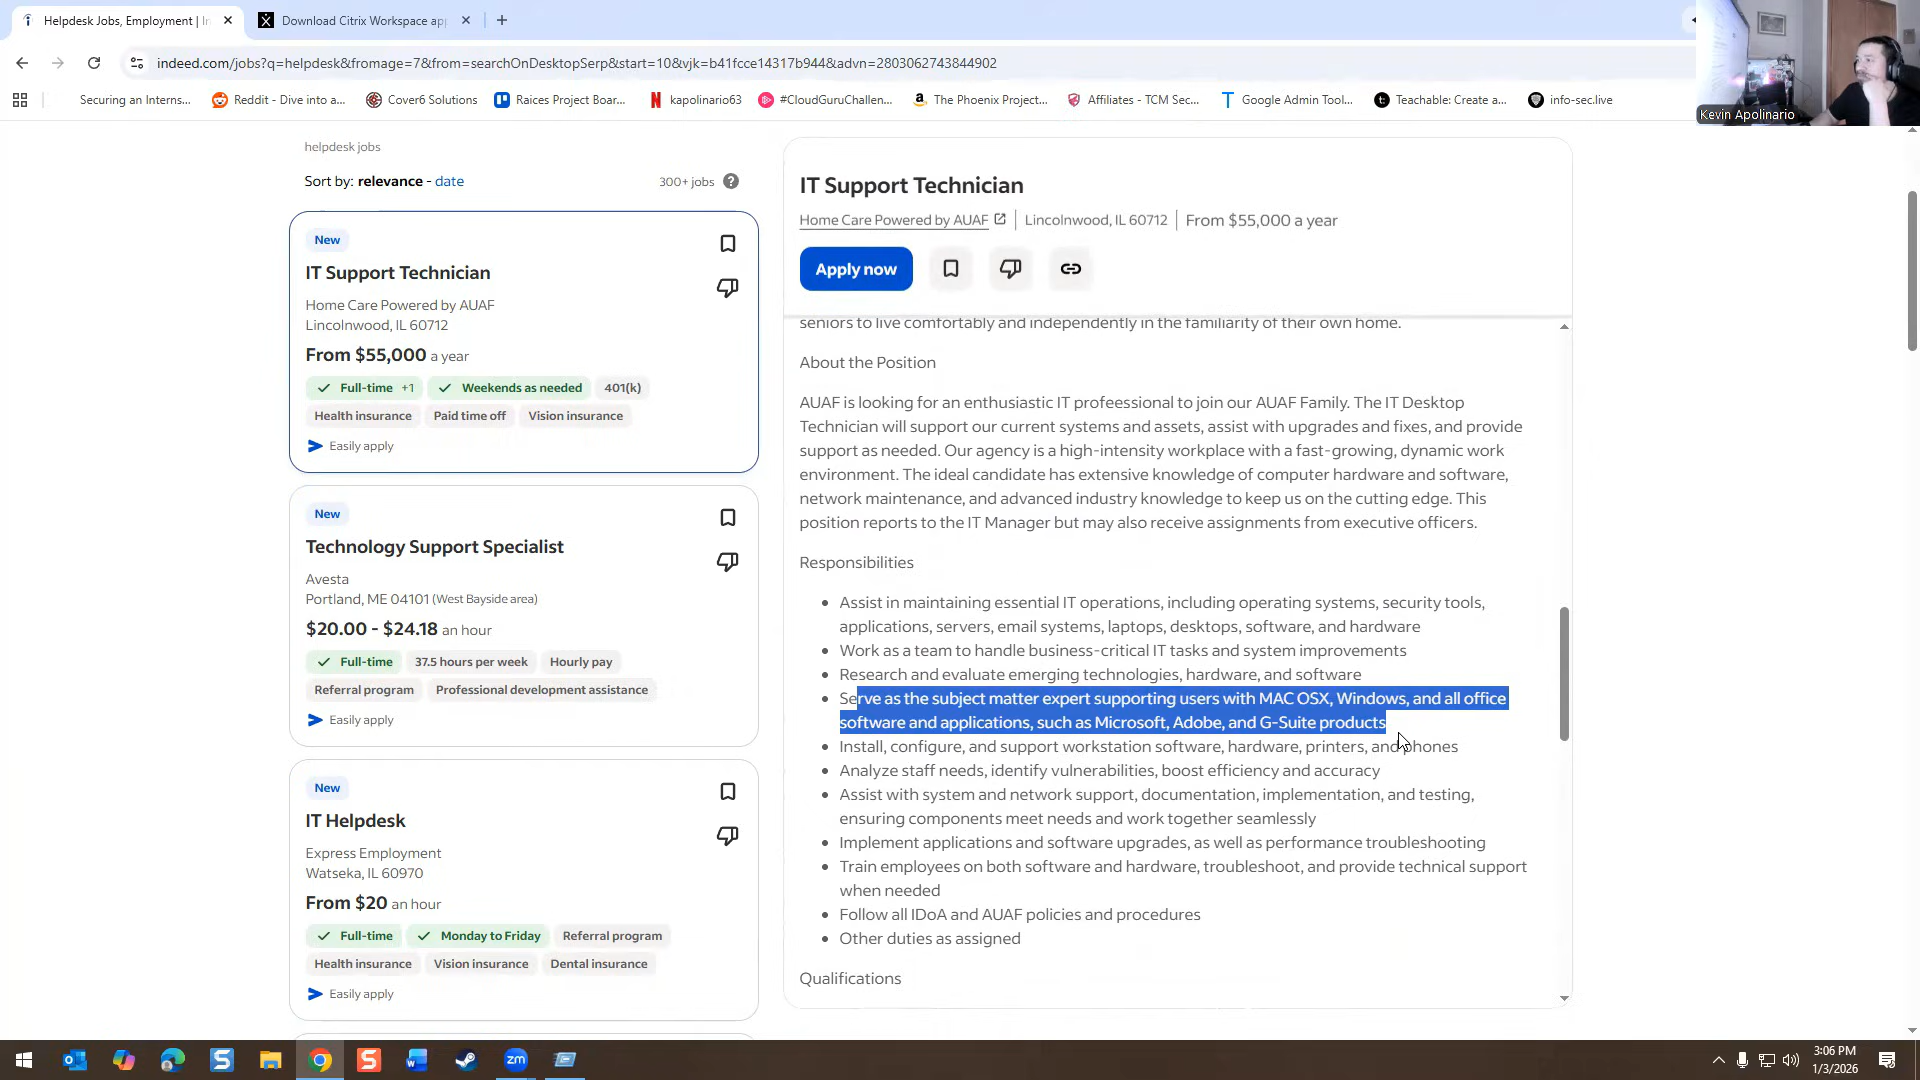 Helpdesk Jobs, Employment | In
Download Citrix Workspace app
indeed.com/jobs?q=helpdesk&fromage=7&from=searchOnDesktopSerp&start=10&vjk=b41fcce14317b944&advn=2803062743844902
Securing an Interns...
Reddit - Dive into a...
Cover6 Solutions
Raices Project Boar...
kapolinario63
#CloudGuruChallen...
The Phoenix Project...
Affiliates - TCM Sec...
Google Admin Tool...
Teachable: Create a...
info-sec.live
Kevin Apolinario
helpdesk jobs
Sort by: relevance - date
300+ jobs ?
New
IT Support Technician
Home Care Powered by AUAF
Lincolnwood, IL 60712
From $55,000 a year
Full-time +1
Weekends as needed
401(k)
Health insurance
Paid time off
Vision insurance
Easily apply
New
Technology Support Specialist
Avesta
Portland, ME 04101 (West Bayside area)
$20.00 - $24.18 an hour
Full-time
37.5 hours per week
Hourly pay
Referral program
Professional development assistance
Easily apply
New
IT Helpdesk
Express Employment
Watseka, IL 60970
From $20 an hour
Full-time
Monday to Friday
Referral program
Health insurance
Vision insurance
Dental insurance
Easily apply
IT Support Technician
Home Care Powered by AUAF
Lincolnwood, IL 60712
From $55,000 a year
Apply now
seniors to live comfortably and independently in the familiarity of their own home.
About the Position
AUAF is looking for an enthusiastic IT profeessional to join our AUAF Family. The IT Desktop
Technician will support our current systems and assets, assist with upgrades and fixes, and provide
support as needed. Our agency is a high-intensity workplace with a fast-growing, dynamic work
environment. The ideal candidate has extensive knowledge of computer hardware and software,
network maintenance, and advanced industry knowledge to keep us on the cutting edge. This
position reports to the IT Manager but may also receive assignments from executive officers.
Responsibilities
Assist in maintaining essential IT operations, including operating systems, security tools,
applications, servers, email systems, laptops, desktops, software, and hardware
Work as a team to handle business-critical IT tasks and system improvements
Research and evaluate emerging technologies, hardware, and software
Serve as the subject matter expert supporting users with MAC OSX, Windows, and all office
software and applications, such as Microsoft, Adobe, and G-Suite products
Install, configure, and support workstation software, hardware, printers, and phones
Analyze staff needs, identify vulnerabilities, boost efficiency and accuracy
Assist with system and network support, documentation, implementation, and testing,
ensuring components meet needs and work together seamlessly
Implement applications and software upgrades, as well as performance troubleshooting
Train employees on both software and hardware, troubleshoot, and provide technical support
when needed
Follow all IDoA and AUAF policies and procedures
Other duties as assigned
Qualifications
zm
3:06 PM
1/3/2026